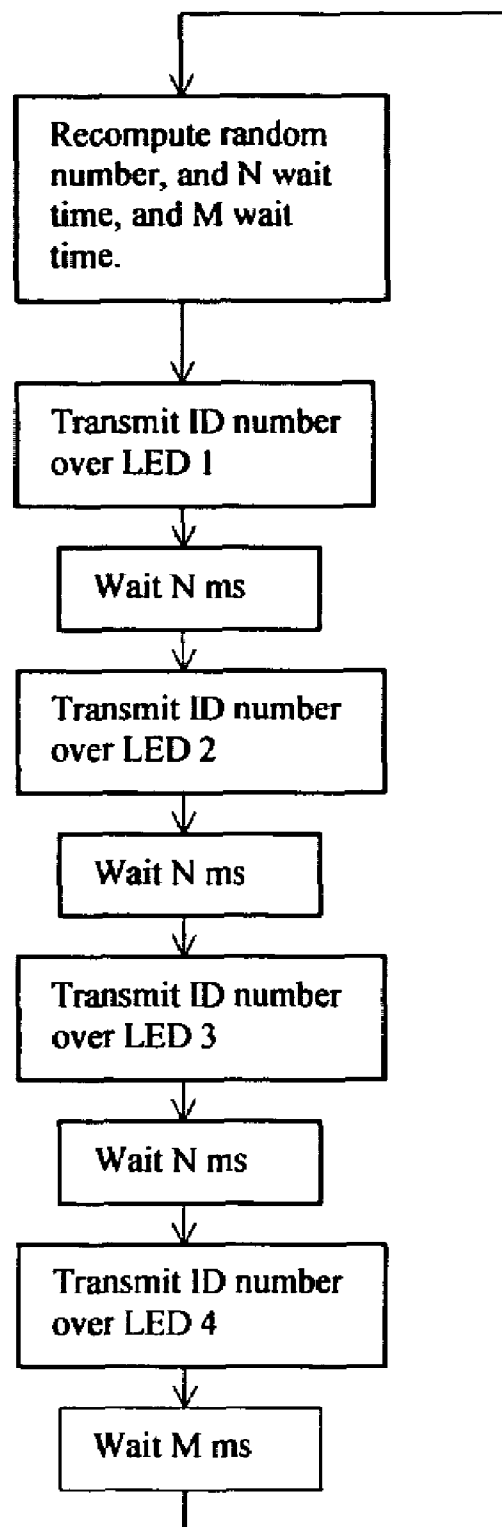 Recompute random
number, and N wait
time, and M wait
time.
Transmit ID number
over LED 1
Wait N ms
Transmit ID number
over LED 2
Wait N ms
Transmit ID number
over LED 3
Wait N ms
Transmit ID number
over LED 4
Wait M ms